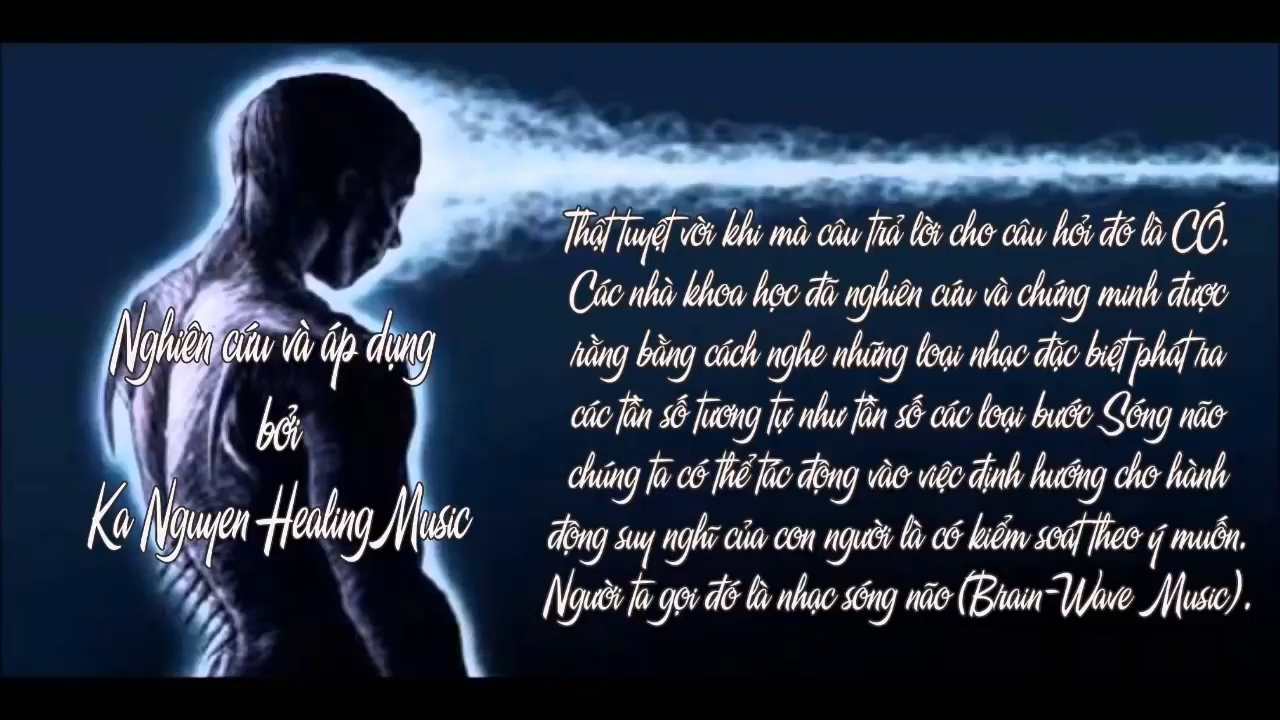 Nghiên cứu và áp dụng
bởi
Ka Nguyen Healing Music
Thật tuyệt vời khi mà câu trả lời cho câu hỏi đó là CÓ.
Các nhà khoa học đã nghiên cứu và chứng minh được
rằng bằng cách nghe những loại nhạc đặc biệt phát ra
các tần số tương tự như tần số các loại bước Sóng não
chúng ta có thể tác động vào việc định hướng cho hành
động suy nghĩ của con người là có kiểm soát theo ý muốn.
Người ta gọi đó là nhạc sóng não (Brain-Wave Music).